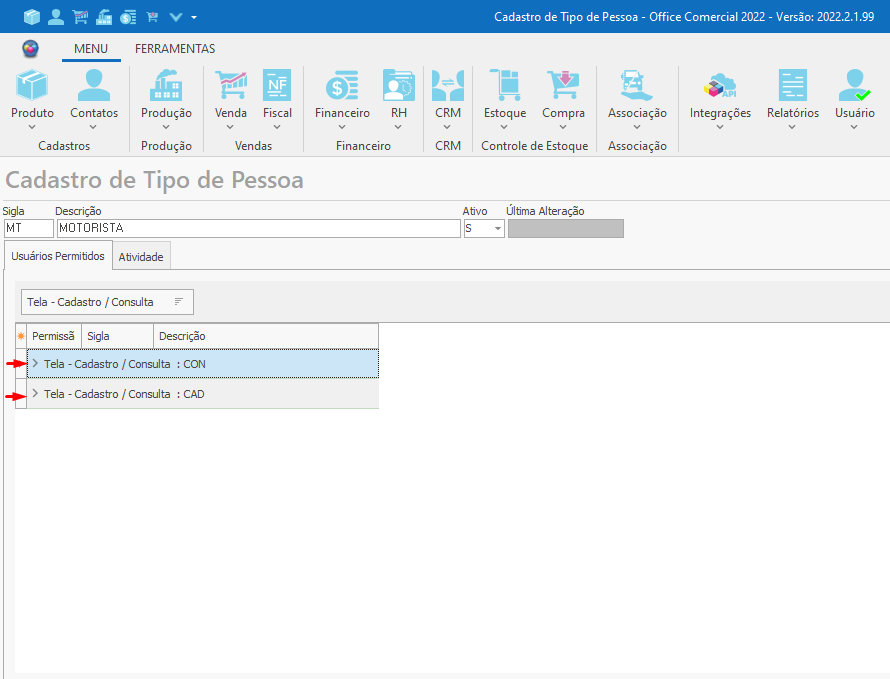 Cadastro de Tipo de Pessoa - Office Comercial 2022 - Versão: 2022.2.1.99
MENU FERRAMENTAS
NF
$
API
Produto Contatos Produção Venda Fiscal Financeiro RH CRM Estoque Compra Associação Integrações Relatórios Usuário
Cadastros Produção Vendas Financeiro CRM Controle de Estoque Associação
Cadastro de Tipo de Pessoa
Sigla Descrição Ativo Última Alteração
MT MOTORISTA S
Usuários Permitidos Atividade
Tela - Cadastro / Consulta
Permissã Sigla Descrição
Tela - Cadastro / Consulta : CON
Tela - Cadastro / Consulta : CAD